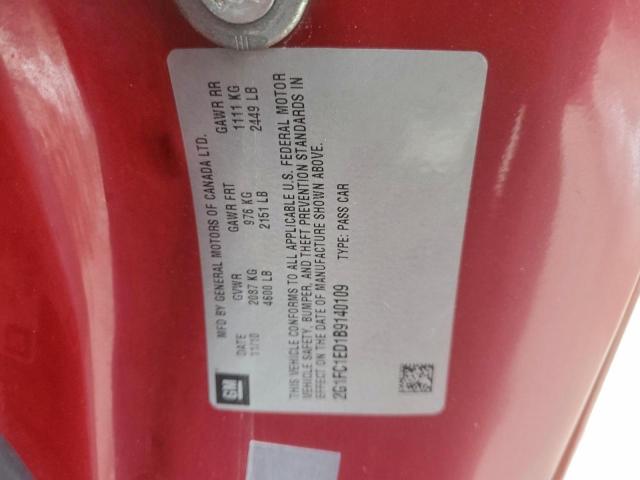 GM
MFD BY GENERAL MOTORS OF CANADA LTD.
DATE GVWR GAWR FRT GAWR RR
11/10 2087 KG 976 KG 1111 KG
4600 LB 2151 LB 2449 LB
THIS VEHICLE CONFORMS TO ALL APPLICABLE U.S. FEDERAL MOTOR
VEHICLE SAFETY, BUMPER, AND THEFT PREVENTION STANDARDS IN
EFFECT ON THE DATE OF MANUFACTURE SHOWN ABOVE.
2G1FC1ED1B9140109 TYPE: PASS CAR